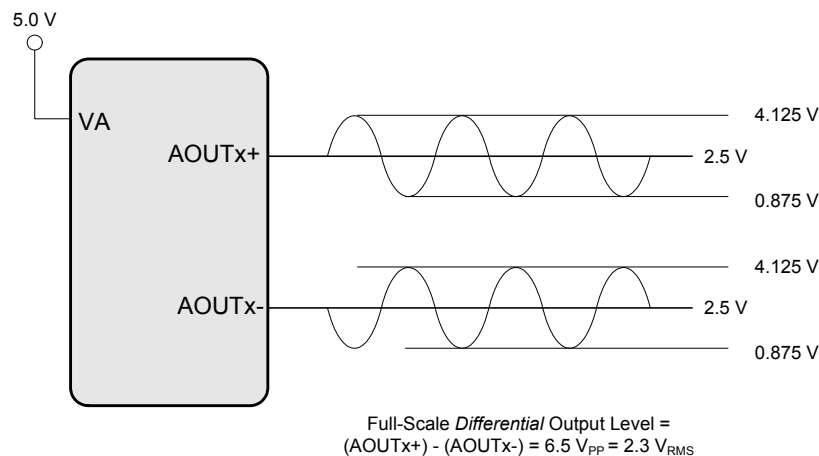 5.0 V
VA
AOUTx+
4.125 V
2.5 V
0.875 V
AOUTx-
4.125 V
2.5 V
0.875 V
Full-Scale Differential Output Level =
(AOUTx+) - (AOUTx-) = 6.5 VPP = 2.3 VRMS